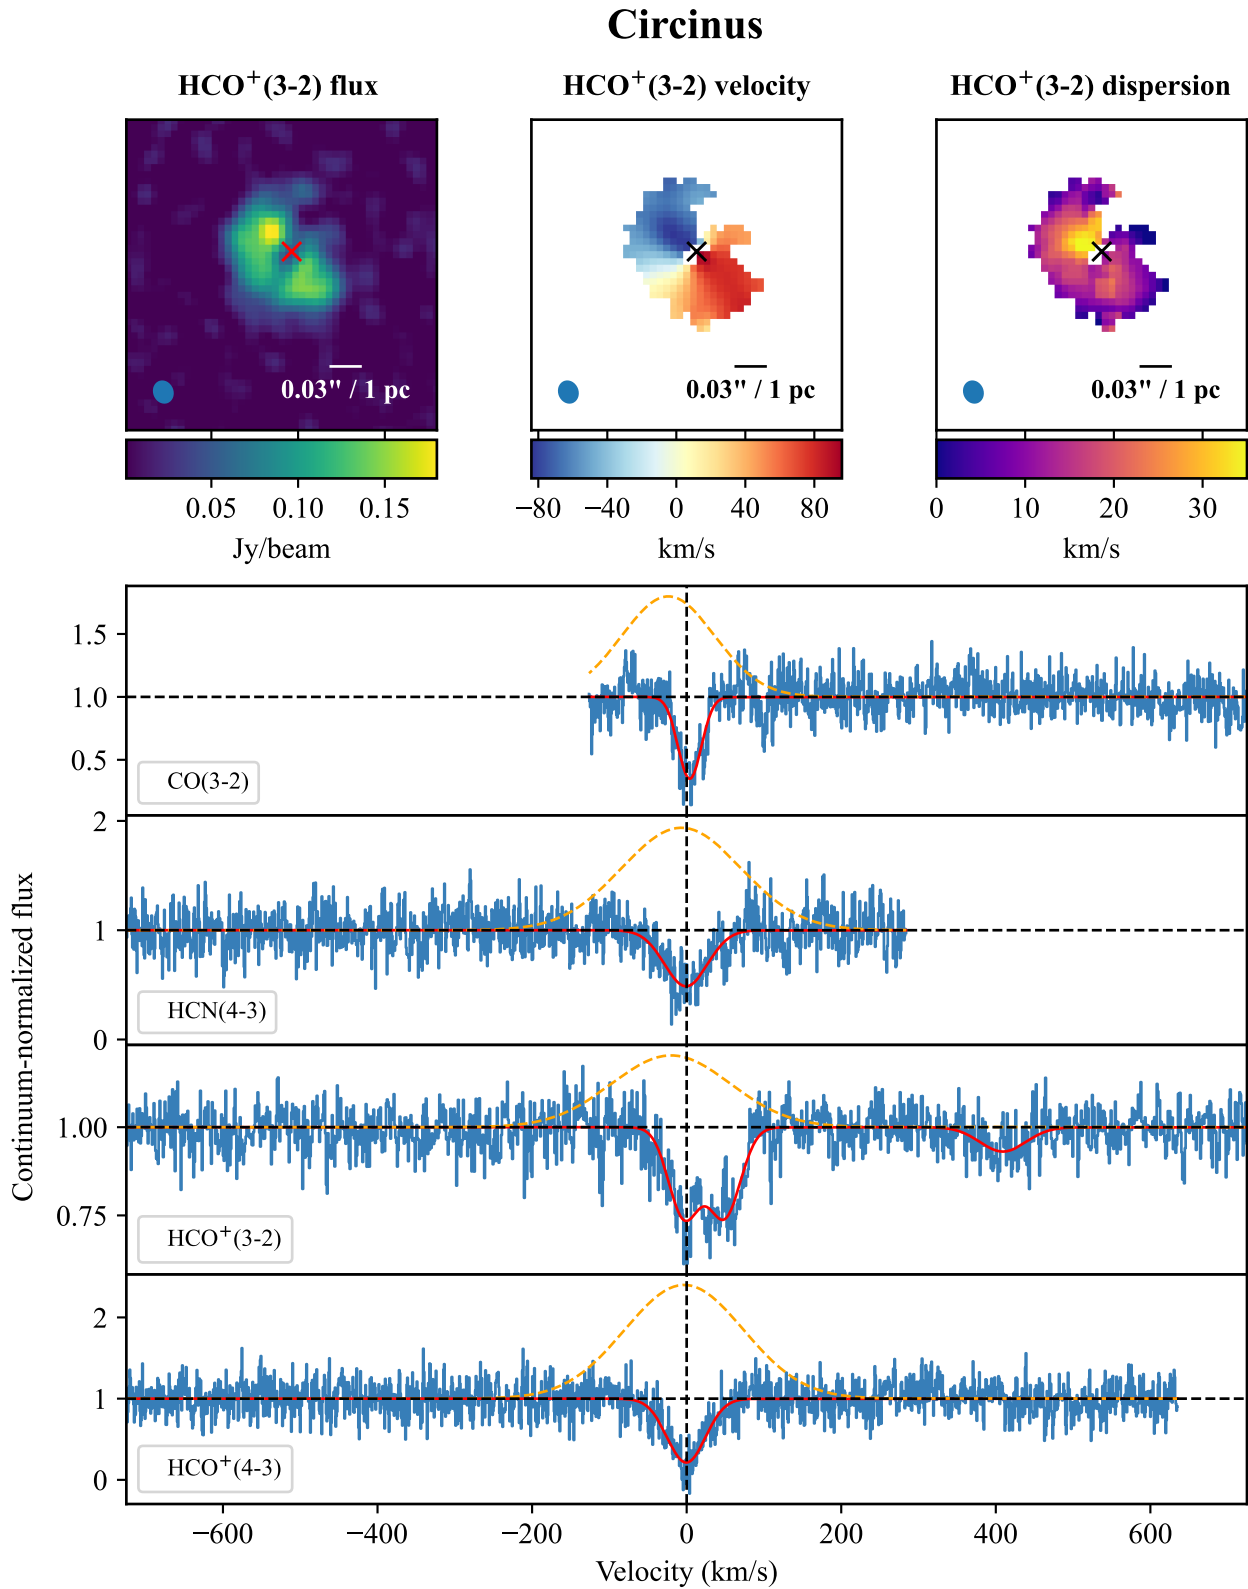 Circinus
HCO+(3-2) flux
HCO+(3-2) velocity
HCO+(3-2) dispersion
0.03" / 1 pc
0.03" / 1 pc
0.03" / 1 pc
0.05 0.10 0.15
−80 −40 0 40 80
0 10 20 30
Jy/beam
km/s
km/s
Continuum-normalized flux
1.5
1.0
0.5
CO(3-2)
2
1
0
HCN(4-3)
1.00
0.75
HCO+(3-2)
2
1
0
HCO+(4-3)
−600 −400 −200 0 200 400 600
Velocity (km/s)